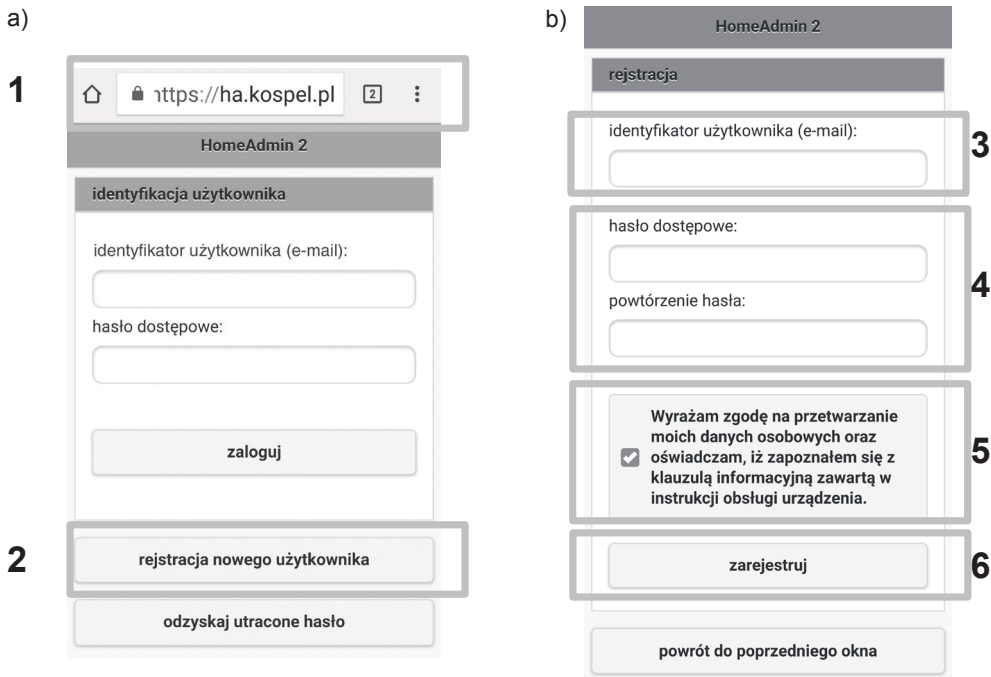 a)
1
https://ha.kospel.pl
2
HomeAdmin 2
identyfikacja użytkownika
identyfikator użytkownika (e-mail):
hasło dostępowe:
zaloguj
2
rejstracja nowego użytkownika
odzyskaj utracone hasło
b)
HomeAdmin 2
rejstracja
identyfikator użytkownika (e-mail):
3
hasło dostępowe:
powtórzenie hasła:
4
Wyrażam zgodę na przetwarzanie
moich danych osobowych oraz
oświadczam, iż zapoznałem się z
klauzulą informacyjną zawartą w
instrukcji obsługi urządzenia.
5
zarejestruj
6
powrót do poprzedniego okna